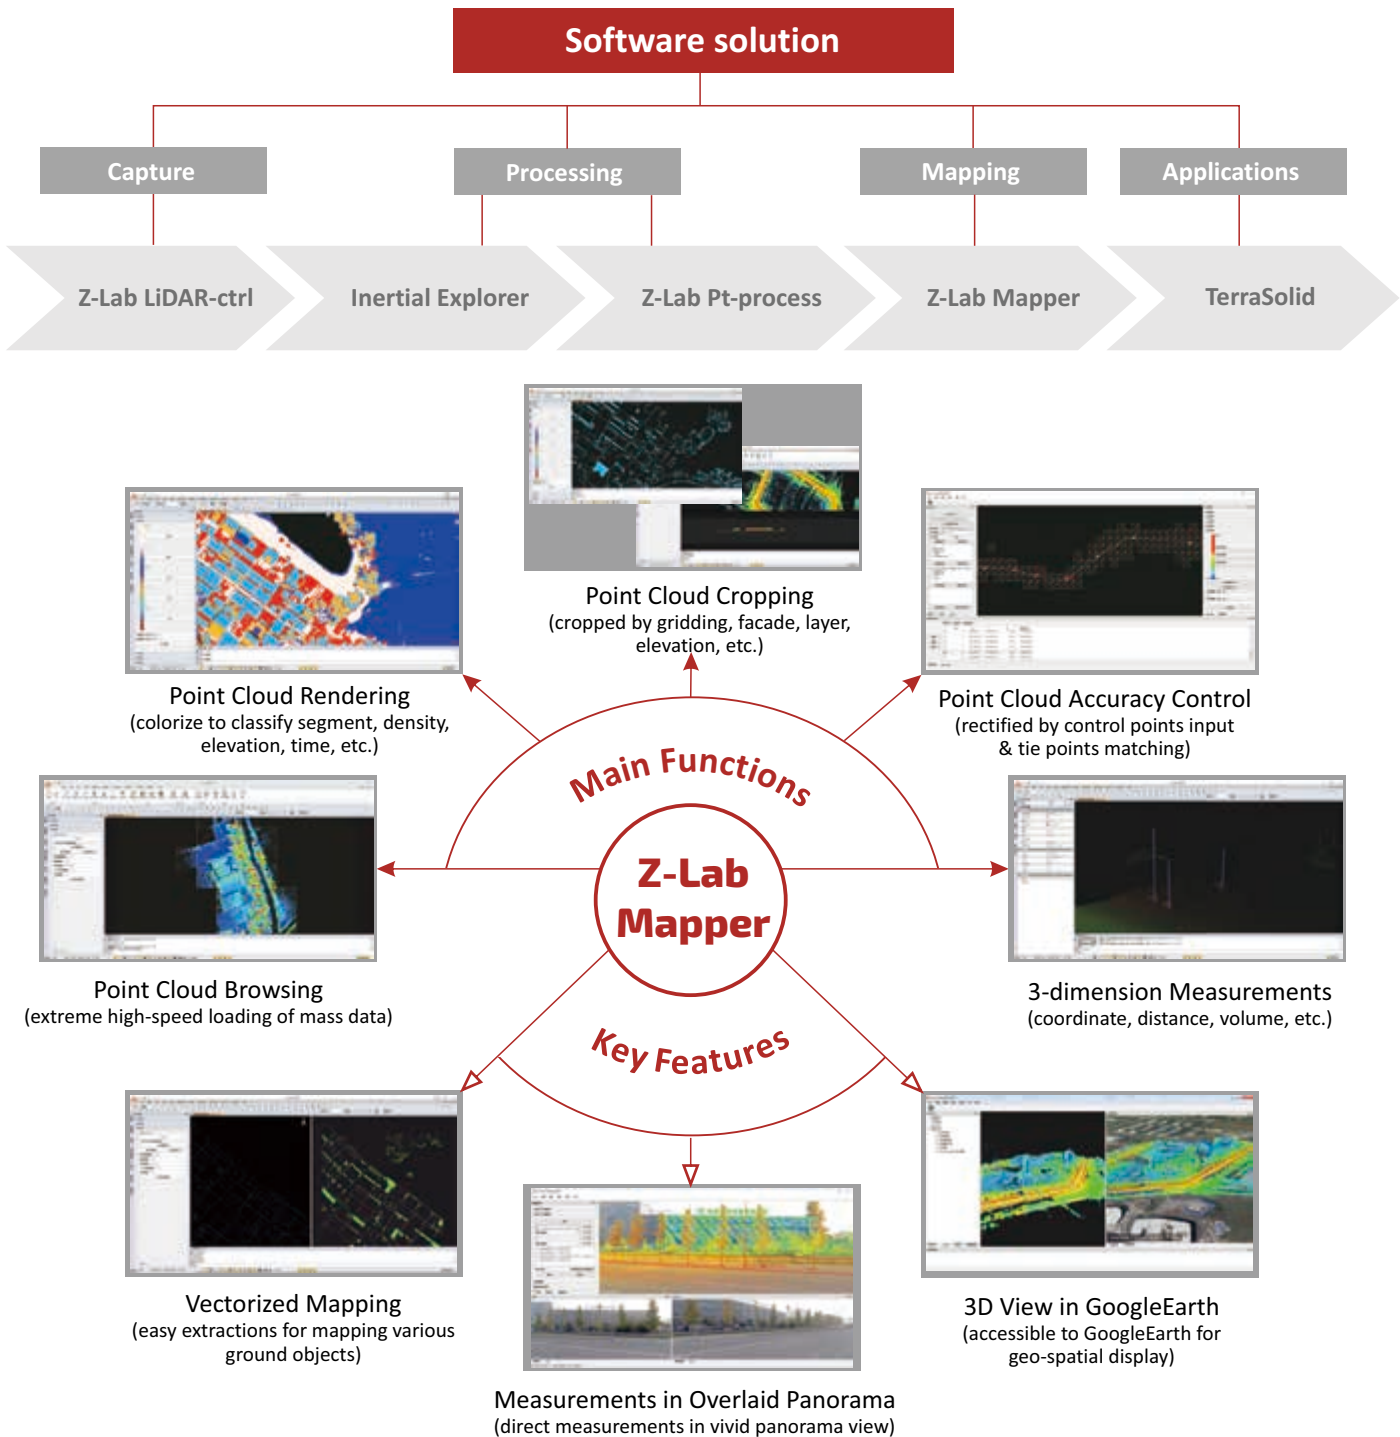 Software solution
Capture
Processing
Mapping
Applications
Z-Lab LiDAR-ctrl
Inertial Explorer
Z-Lab Pt-process
Z-Lab Mapper
TerraSolid
Point Cloud Cropping
(cropped by gridding, facade, layer,
elevation, etc.)
Point Cloud Rendering
(colorize to classify segment, density,
elevation, time, etc.)
Point Cloud Accuracy Control
(rectified by control points input
& tie points matching)
Main Functions
Z-Lab
Mapper
Point Cloud Browsing
(extreme high-speed loading of mass data)
3-dimension Measurements
(coordinate, distance, volume, etc.)
Key Features
Vectorized Mapping
(easy extractions for mapping various
ground objects)
3D View in GoogleEarth
(accessible to GoogleEarth for
geo-spatial display)
Measurements in Overlaid Panorama
(direct measurements in vivid panorama view)